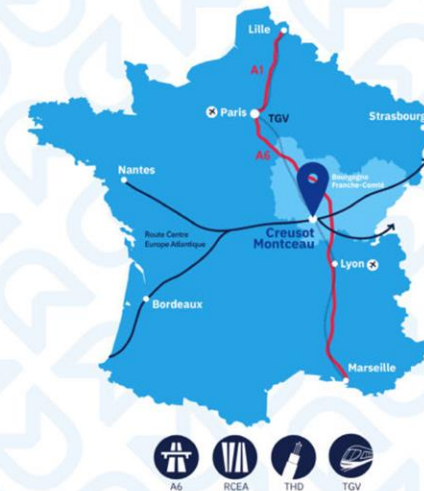 Lille
A1
Paris
TGV
Strasbourg
A6
Bourgogne
Franche-Comté
Nantes
Route Centre
Europe Atlantique
Creusot
Montceau
Lyon
Bordeaux
Marseille
A6
RCEA
THD
TGV